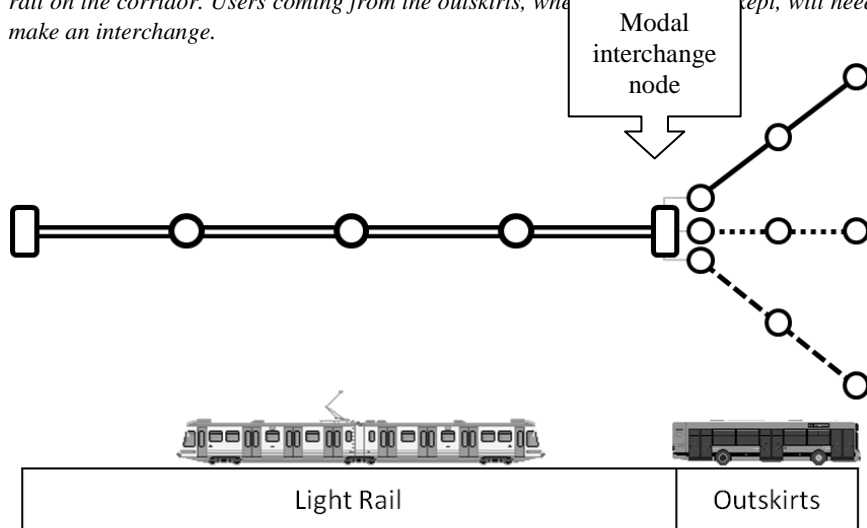 rail on the corridor. Users coming from the outskirts, whe kept, will need
make an interchange.
Modal
interchange
node
Light Rail
Outskirts